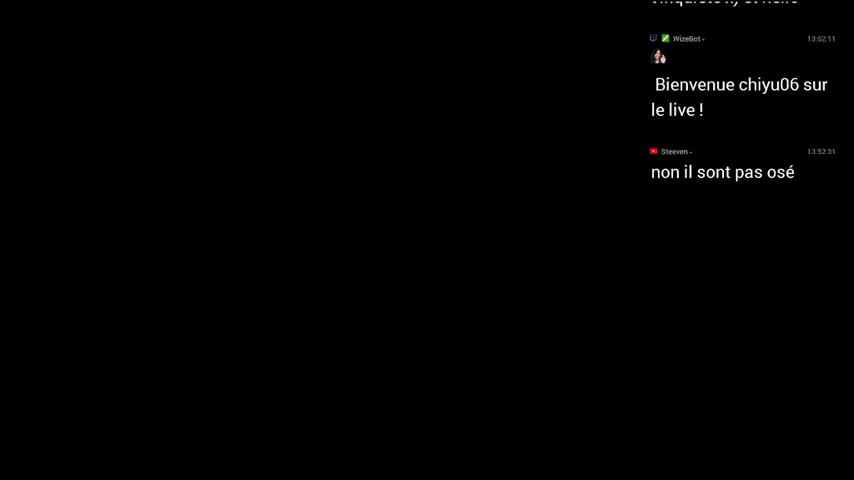 WizeBot
13:52:11
Bienvenue chiyu06 sur
le live !
Steeven
13:52:31
non il sont pas osé